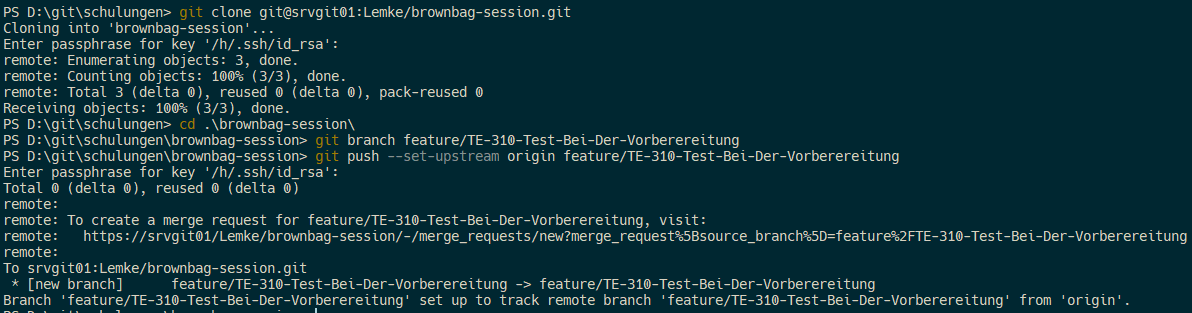 PS D:\git\schulungen> git clone git@srvgit01:Lemke/brownbag-session.git
Cloning into 'brownbag-session'...
Enter passphrase for key '/h/.ssh/id_rsa':
remote: Enumerating objects: 3, done.
remote: Counting objects: 100% (3/3), done.
remote: Total 3 (delta 0), reused 0 (delta 0), pack-reused 0
Receiving objects: 100% (3/3), done.
PS D:\git\schulungen> cd .\brownbag-session\
PS D:\git\schulungen\brownbag-session> git branch feature/TE-310-Test-Bei-Der-Vorberereitung
PS D:\git\schulungen\brownbag-session> git push --set-upstream origin feature/TE-310-Test-Bei-Der-Vorberereitung
Enter passphrase for key '/h/.ssh/id_rsa':
Total 0 (delta 0), reused 0 (delta 0)
remote:
remote: To create a merge request for feature/TE-310-Test-Bei-Der-Vorberereitung, visit:
remote:   https://srvgit01/Lemke/brownbag-session/-/merge_requests/new?merge_request%5Bsource_branch%5D=feature%2FTE-310-Test-Bei-Der-Vorberereitung
remote:
To srvgit01:Lemke/brownbag-session.git
 * [new branch]      feature/TE-310-Test-Bei-Der-Vorberereitung -> feature/TE-310-Test-Bei-Der-Vorberereitung
Branch 'feature/TE-310-Test-Bei-Der-Vorberereitung' set up to track remote branch 'feature/TE-310-Test-Bei-Der-Vorberereitung' from 'origin'.